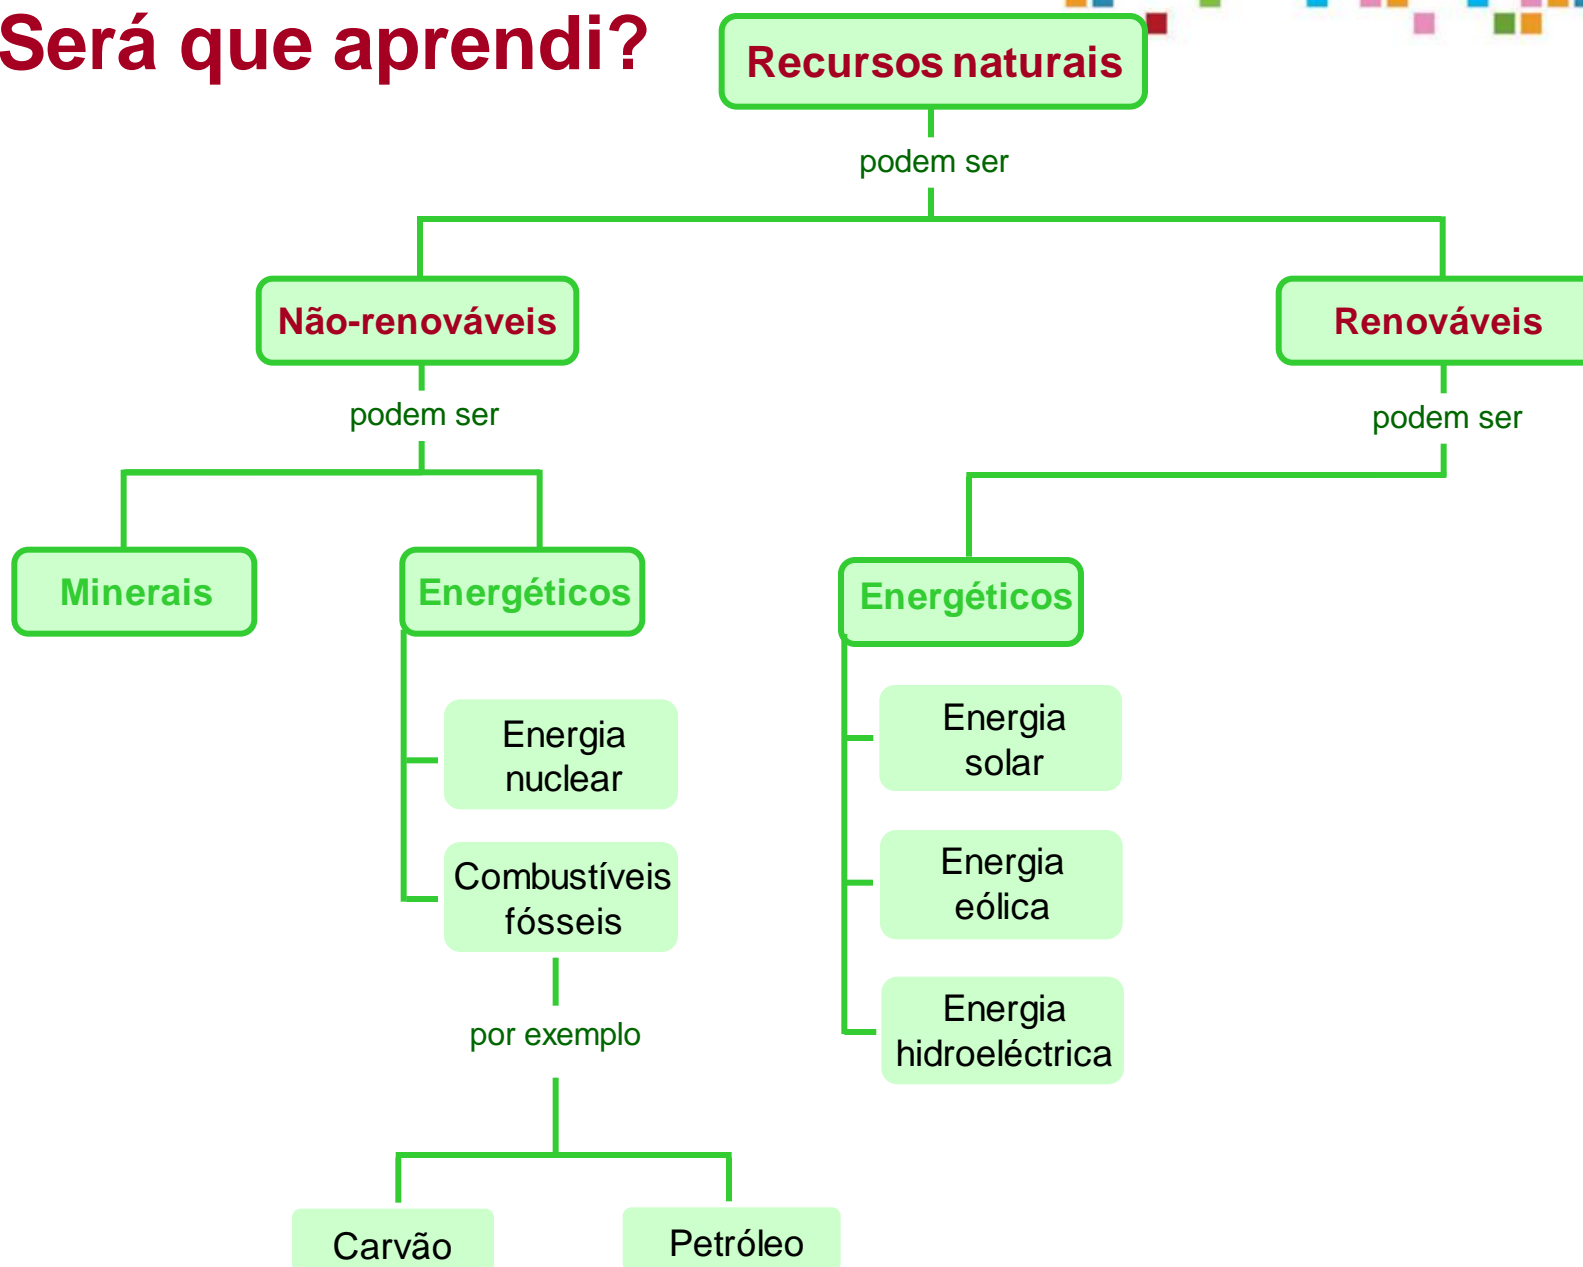 Será que aprendi?
Recursos naturais
podem ser
Não-renováveis
Renováveis
podem ser
podem ser
Minerais
Energéticos
Energéticos
Energia
nuclear
Combustíveis
fósseis
por exemplo
Carvão
Petróleo
Energia
solar
Energia
eólica
Energia
hidroeléctrica